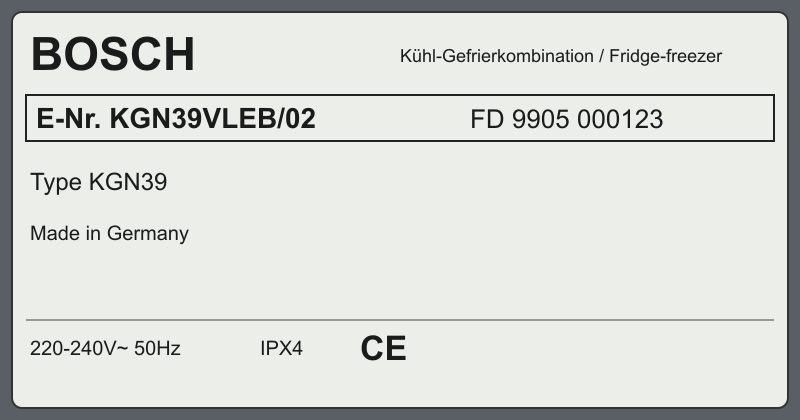 BOSCH
Kühl-Gefrierkombination / Fridge-freezer
E-Nr. KGN39VLEB/02 FD 9905 000123
Type KGN39
Made in Germany
220-240V~ 50Hz IPX4 CE